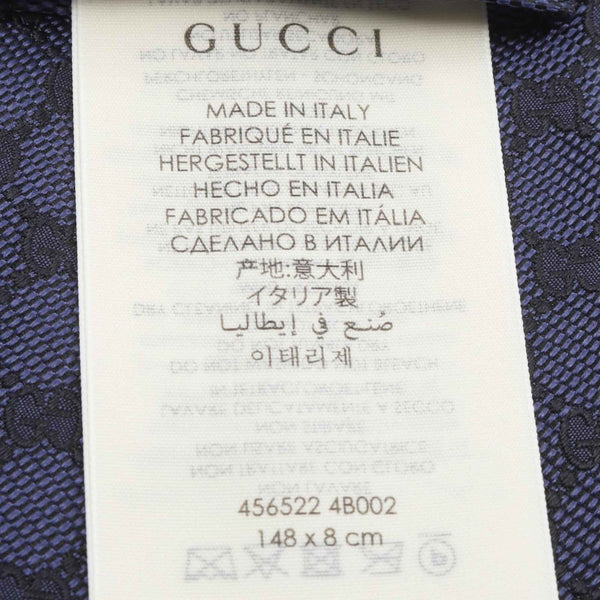 GUCCI
MADE IN ITALY
FABRIQUÉ EN ITALIE
HERGESTELLT IN ITALIEN
HECHO EN ITALIA
FABRICADO EM ITÁLIA
СДЕЛАНО В ИТАЛИИ
产地:意大利
イタリア製
صُنع في إيطاليا
이태리제
456522 4B002
148 x 8 cm